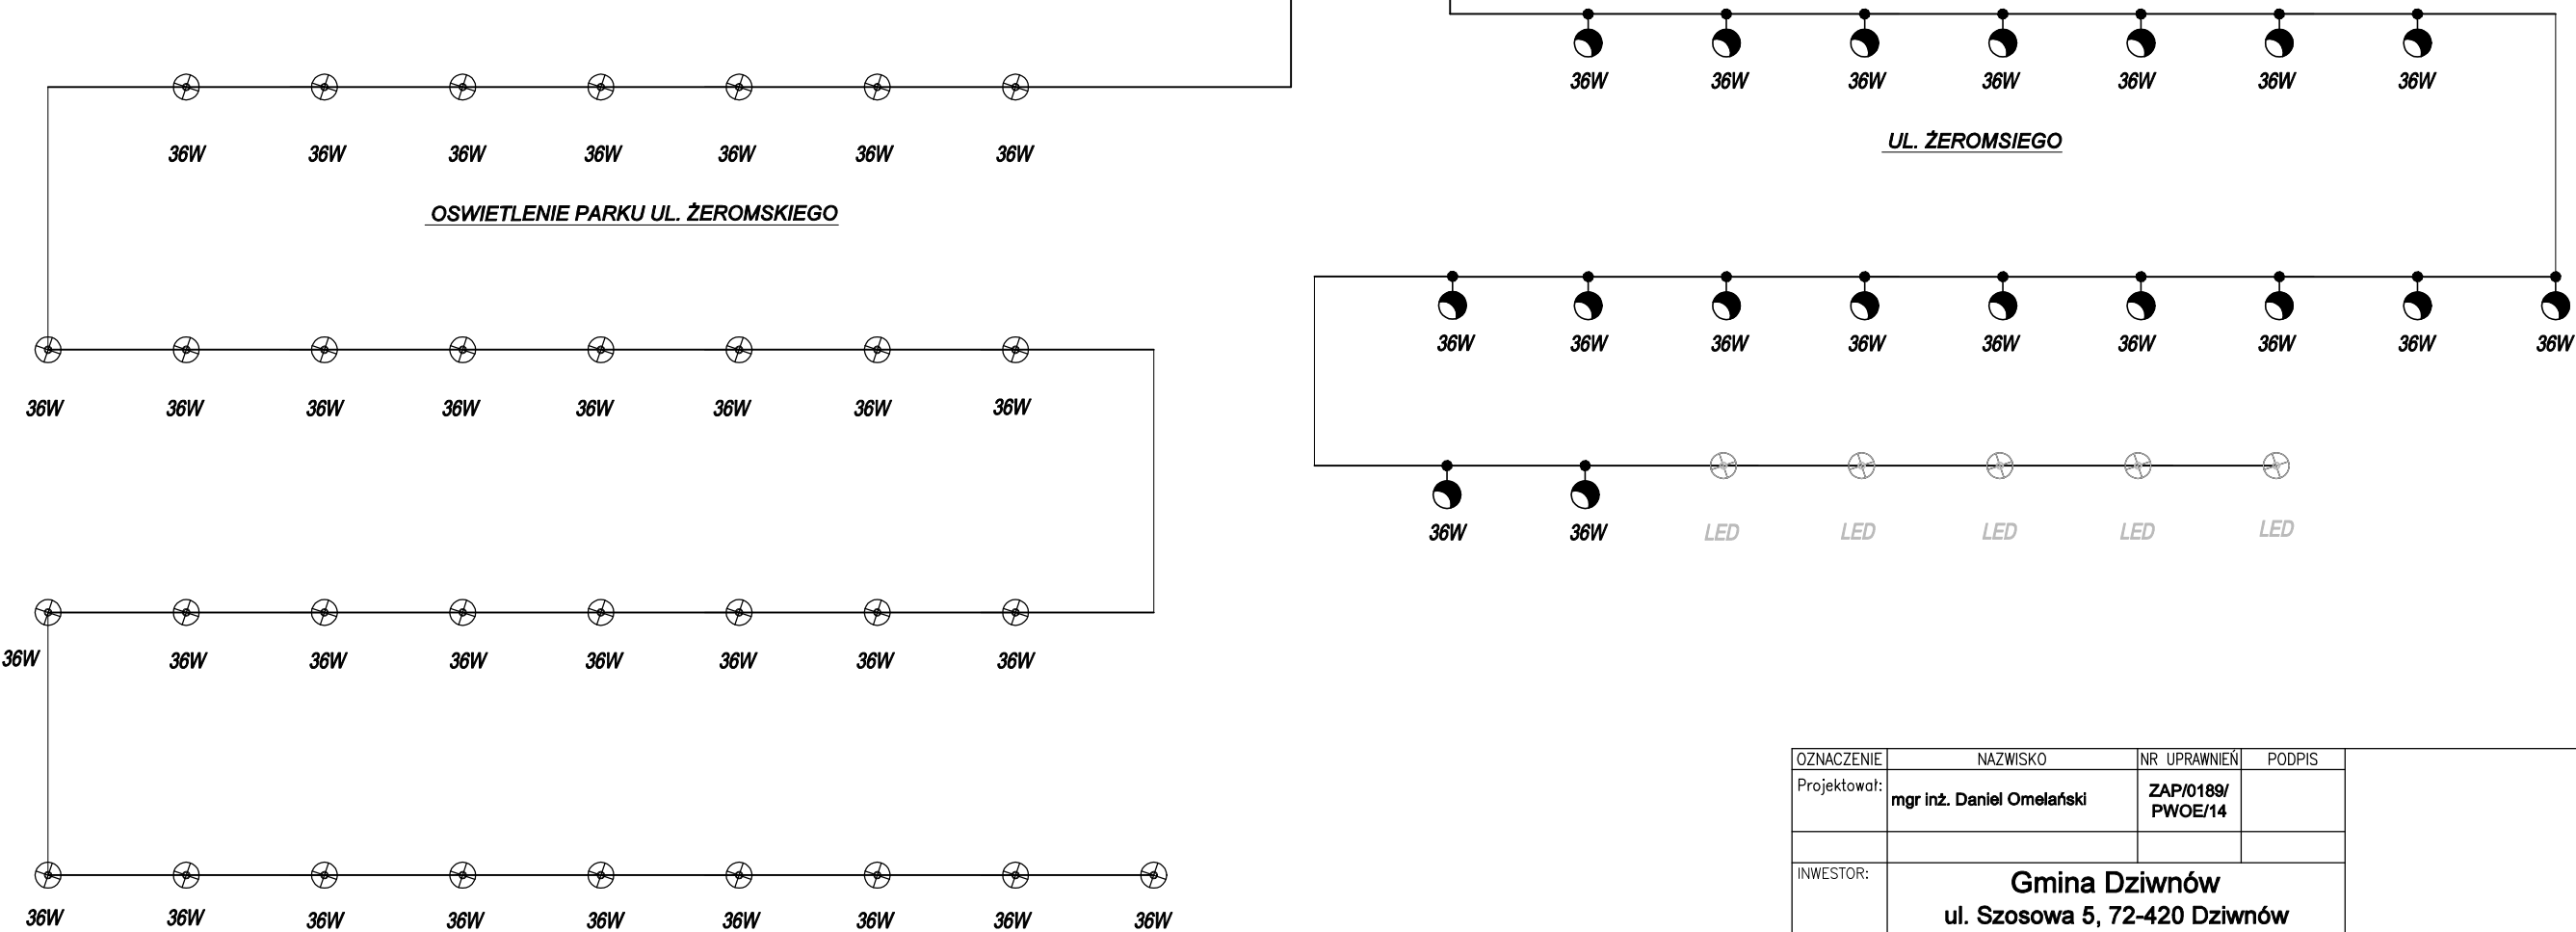 36W 36W 36W 36W 36W 36W 36W
OSWIETLENIE PARKU UL. ŻEROMSKIEGO
36W 36W 36W 36W 36W 36W 36W 36W
36W 36W 36W 36W 36W 36W 36W 36W
36W 36W 36W 36W 36W 36W 36W 36W 36W
36W 36W 36W 36W 36W 36W 36W
UL. ŻEROMSIEGO
36W 36W 36W 36W 36W 36W 36W 36W 36W
36W 36W LED LED LED LED LED
OZNACZENIE NAZWISKO NR UPRAWNIEŃ PODPIS
Projektował: mgr inż. Daniel Omelański ZAP/0189/
PWOE/14
INWESTOR: Gmina Dziwnów
ul. Szosowa 5, 72-420 Dziwnów